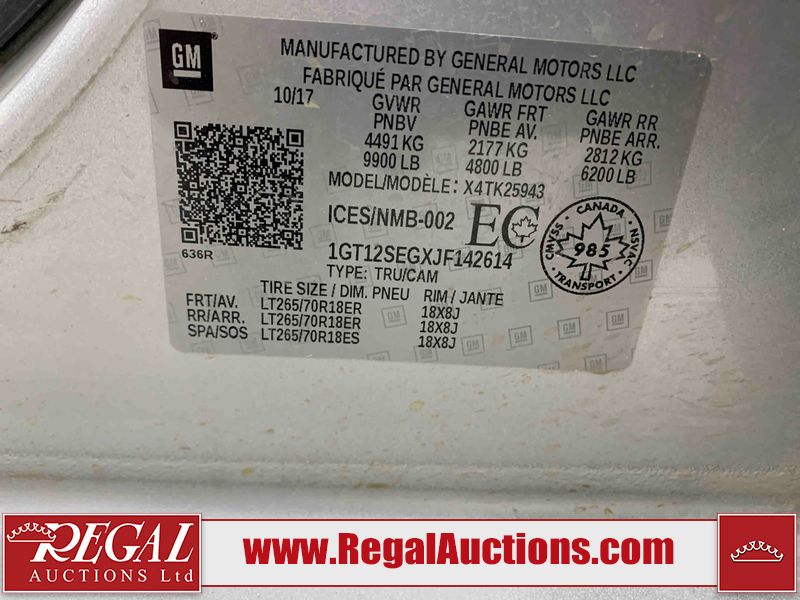 GM
MANUFACTURED BY GENERAL MOTORS LLC
FABRIQUÉ PAR GENERAL MOTORS LLC
10/17 GVWR GAWR FRT GAWR RR
PNBV PNBE AV. PNBE ARR.
4491 KG 2177 KG 2812 KG
9900 LB 4800 LB 6200 LB
MODEL/MODÈLE: X4TK25943
ICES/NMB-002 EC
CANADA
CMVSS 985 NSVAC
TRANSPORT
636R
1GT12SEGXJF142614
TYPE: TRU/CAM
TIRE SIZE / DIM. PNEU RIM / JANTE
FRT/AV. LT265/70R18ER 18X8J
RR/ARR. LT265/70R18ER 18X8J
SPA/SOS LT265/70R18ES 18X8J
REGAL
AUCTIONS Ltd
www.RegalAuctions.com